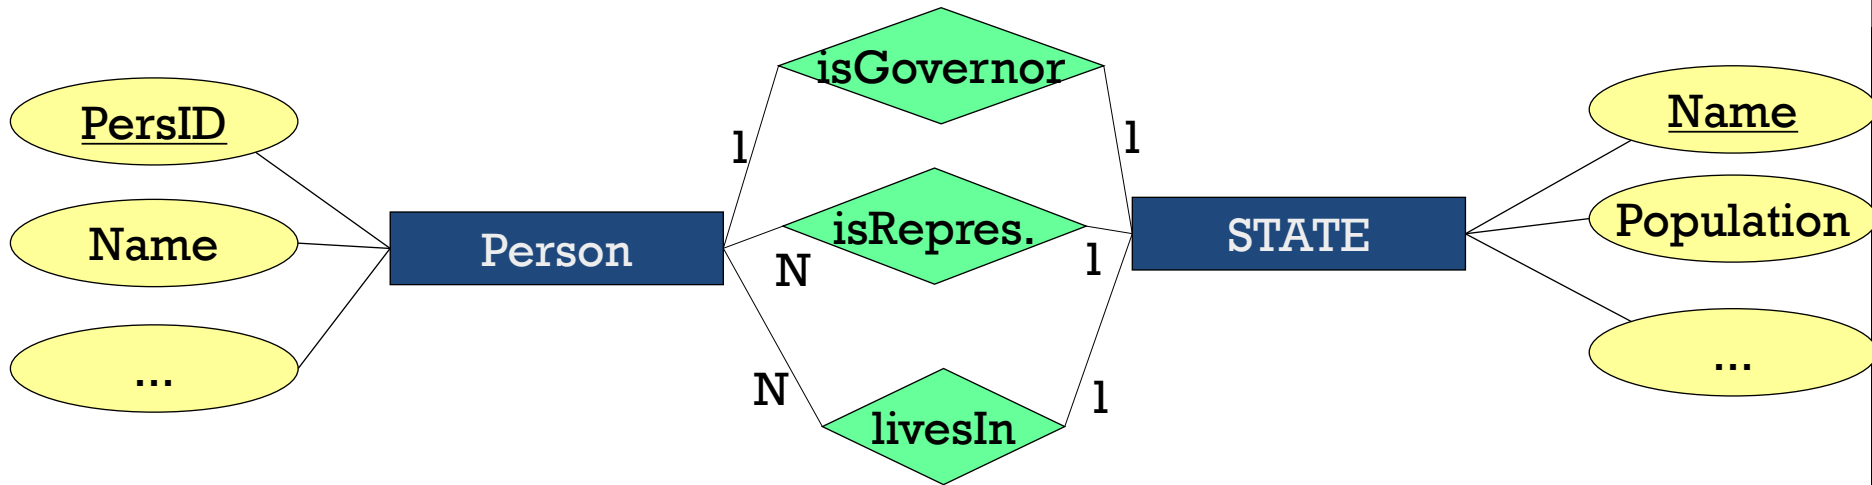 isGovernor
PersID
Name
1
1
isRepres.
STATE
Population
Name
Person
N
1
...
...
N
1
livesIn